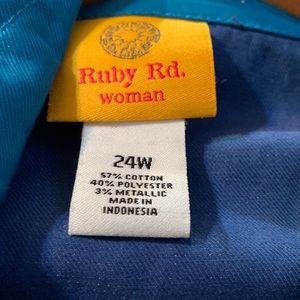 Ruby Rd.
woman
24W
57% COTTON
40% POLYESTER
3% METALLIC
MADE IN
INDONESIA